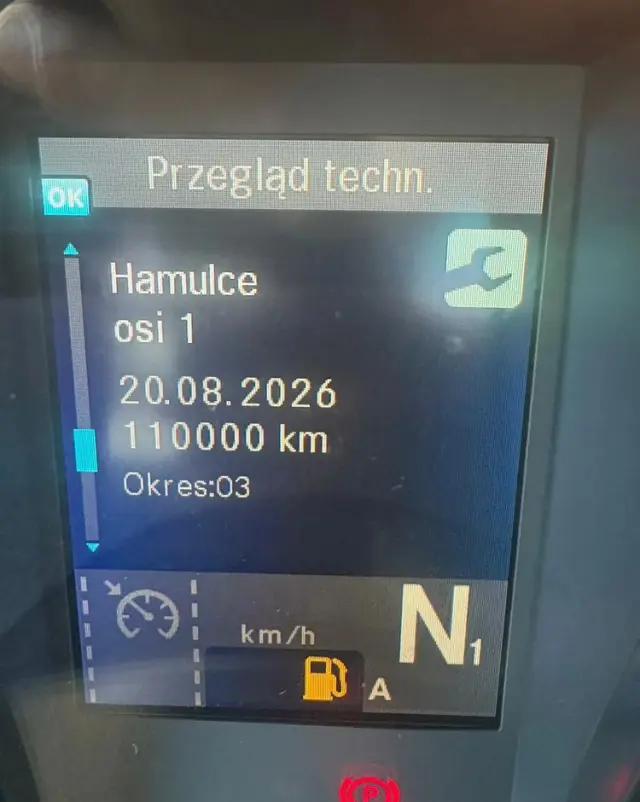 Przegląd techn.
OK
Hamulce
osi 1
20.08.2026
110000 km
Okres:03
km/h
N1
A
P